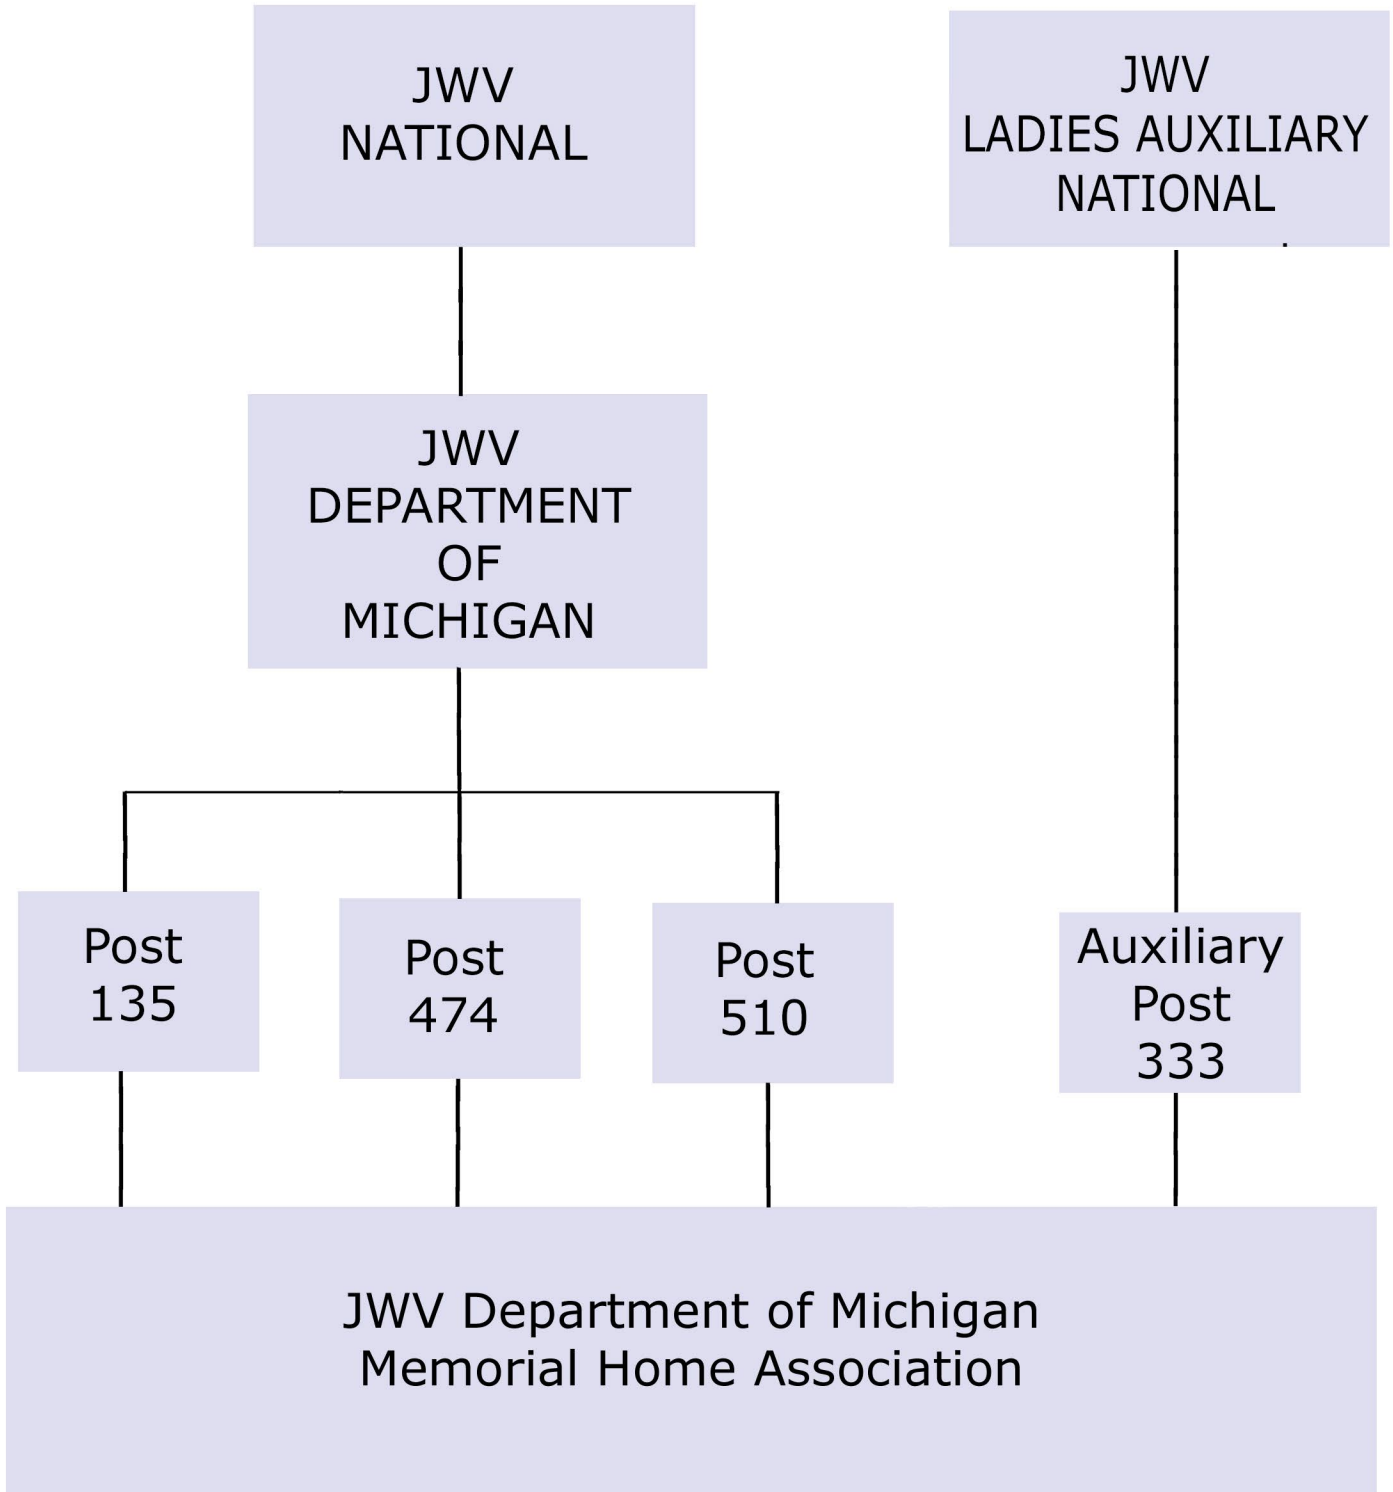 JWV
NATIONAL
JWV
LADIES AUXILIARY
NATIONAL
JWV
DEPARTMENT
OF
MICHIGAN
Post
135
Post
474
Post
510
Auxiliary
Post
333
JWV Department of Michigan
Memorial Home Association